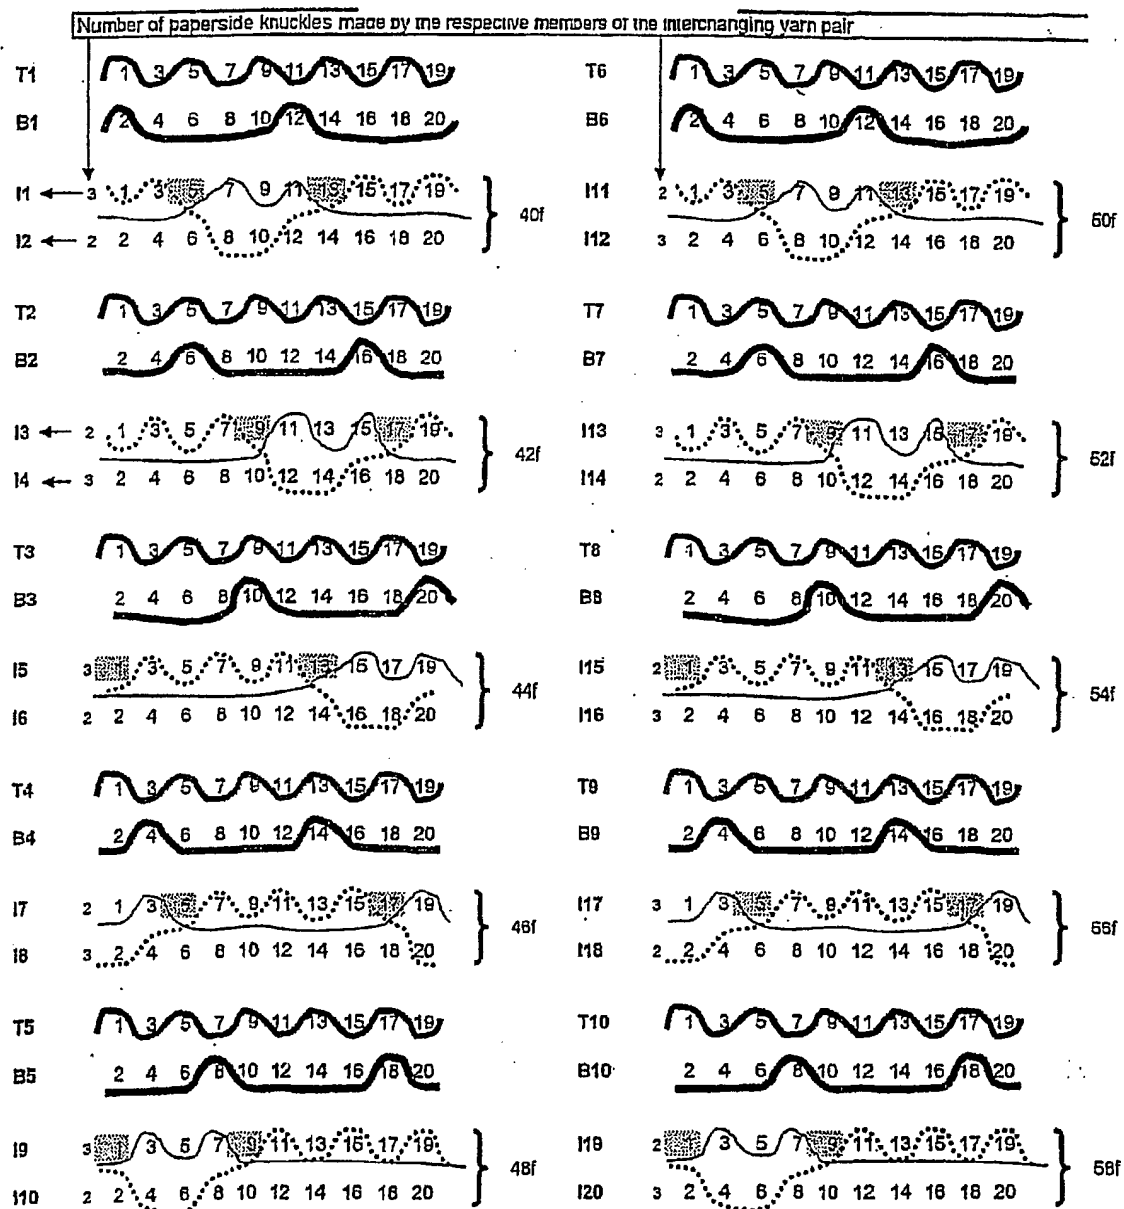 Number of paperside knuckles made by the respective members of the interchanging yarn pair
T1 1 3 5 7 9 11 13 15 17 19
B1 2 4 6 8 10 12 14 16 18 20
I1 3 1 3 5 7 9 11 13 15 17 19
I2 2 2 4 6 8 10 12 14 16 18 20
40f
T2 1 3 5 7 9 11 13 15 17 19
B2 2 4 6 8 10 12 14 16 18 20
I3 2 1 3 5 7 9 11 13 15 17 19
I4 3 2 4 6 8 10 12 14 16 18 20
42f
T3 1 3 5 7 9 11 13 15 17 19
B3 2 4 6 8 10 12 14 16 18 20
I5 3 1 3 5 7 9 11 13 15 17 19
I6 2 2 4 6 8 10 12 14 16 18 20
44f
T4 1 3 5 7 9 11 13 15 17 19
B4 2 4 6 8 10 12 14 16 18 20
I7 2 1 3 5 7 9 11 13 15 17 19
I8 3 2 4 6 8 10 12 14 16 18 20
46f
T5 1 3 5 7 9 11 13 15 17 19
B5 2 4 6 8 10 12 14 16 18 20
I9 3 1 3 5 7 9 11 13 15 17 19
I10 2 2 4 6 8 10 12 14 16 18 20
48f
T6 1 3 5 7 9 11 13 15 17 19
B6 2 4 6 8 10 12 14 16 18 20
I11 2 1 3 5 7 9 11 13 15 17 19
I12 3 2 4 6 8 10 12 14 16 18 20
50f
T7 1 3 5 7 9 11 13 15 17 19
B7 2 4 6 8 10 12 14 16 18 20
I13 3 1 3 5 7 9 11 13 15 17 19
I14 2 2 4 6 8 10 12 14 16 18 20
52f
T8 1 3 5 7 9 11 13 15 17 19
B8 2 4 6 8 10 12 14 16 18 20
I15 2 1 3 5 7 9 11 13 15 17 19
I16 3 2 4 6 8 10 12 14 16 18 20
54f
T9 1 3 5 7 9 11 13 15 17 19
B9 2 4 6 8 10 12 14 16 18 20
I17 3 1 3 5 7 9 11 13 15 17 19
I18 2 2 4 6 8 10 12 14 16 18 20
56f
T10 1 3 5 7 9 11 13 15 17 19
B10 2 4 6 8 10 12 14 16 18 20
I19 2 1 3 5 7 9 11 13 15 17 19
I20 3 2 4 6 8 10 12 14 16 18 20
58f